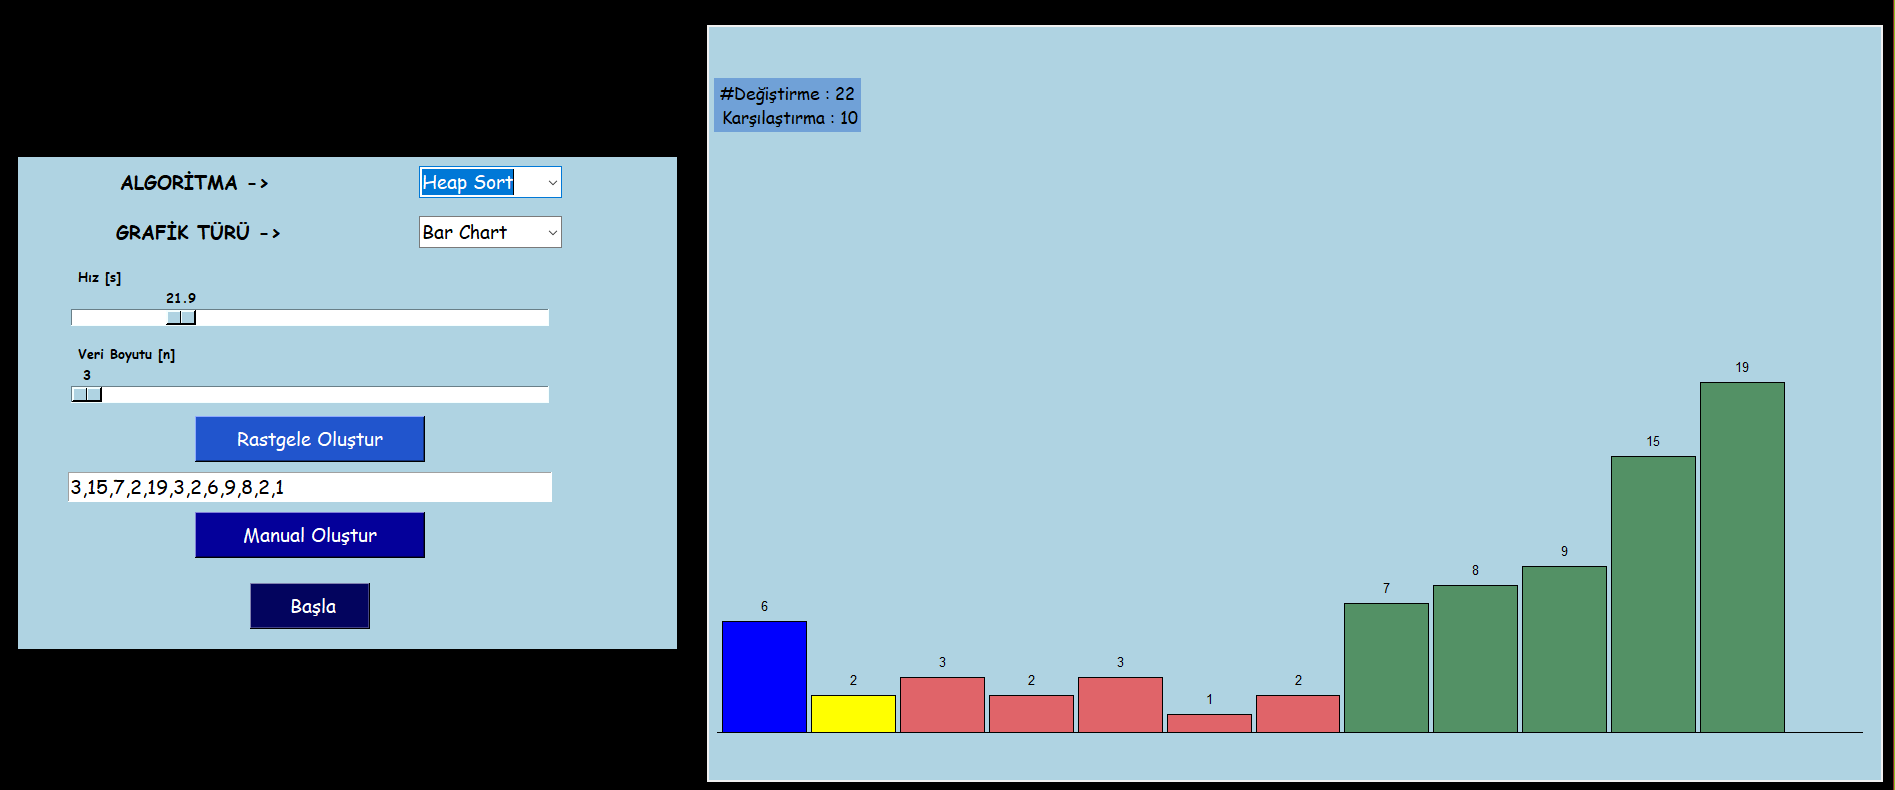 ALGORİTMA ->
Heap Sort
GRAFİK TÜRÜ ->
Bar Chart
Hız [s]
21.9
Veri Boyutu [n]
3
Rastgele Oluştur
3,15,7,2,19,3,2,6,9,8,2,1
Manual Oluştur
Başla
#Değiştirme : 22
Karşılaştırma : 10
6
2
3
2
3
1
2
7
8
9
15
19